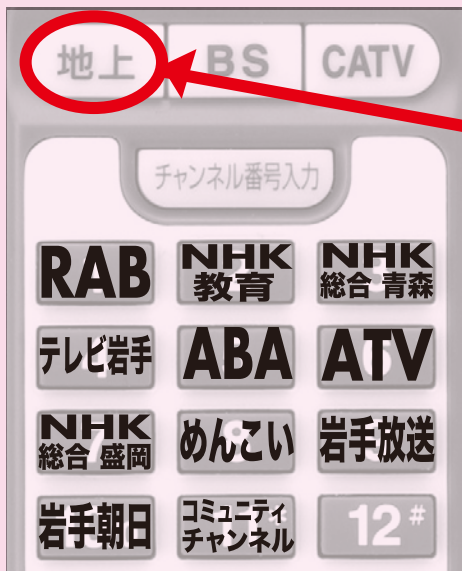 地上 BS CATV
チャンネル番号入力
RAB
NHK
教育
NHK
総合 青森
テレビ岩手
ABA
ATV
NHK
総合 盛岡
めんこい
岩手放送
岩手朝日
コミュニティ
チャンネル
12#